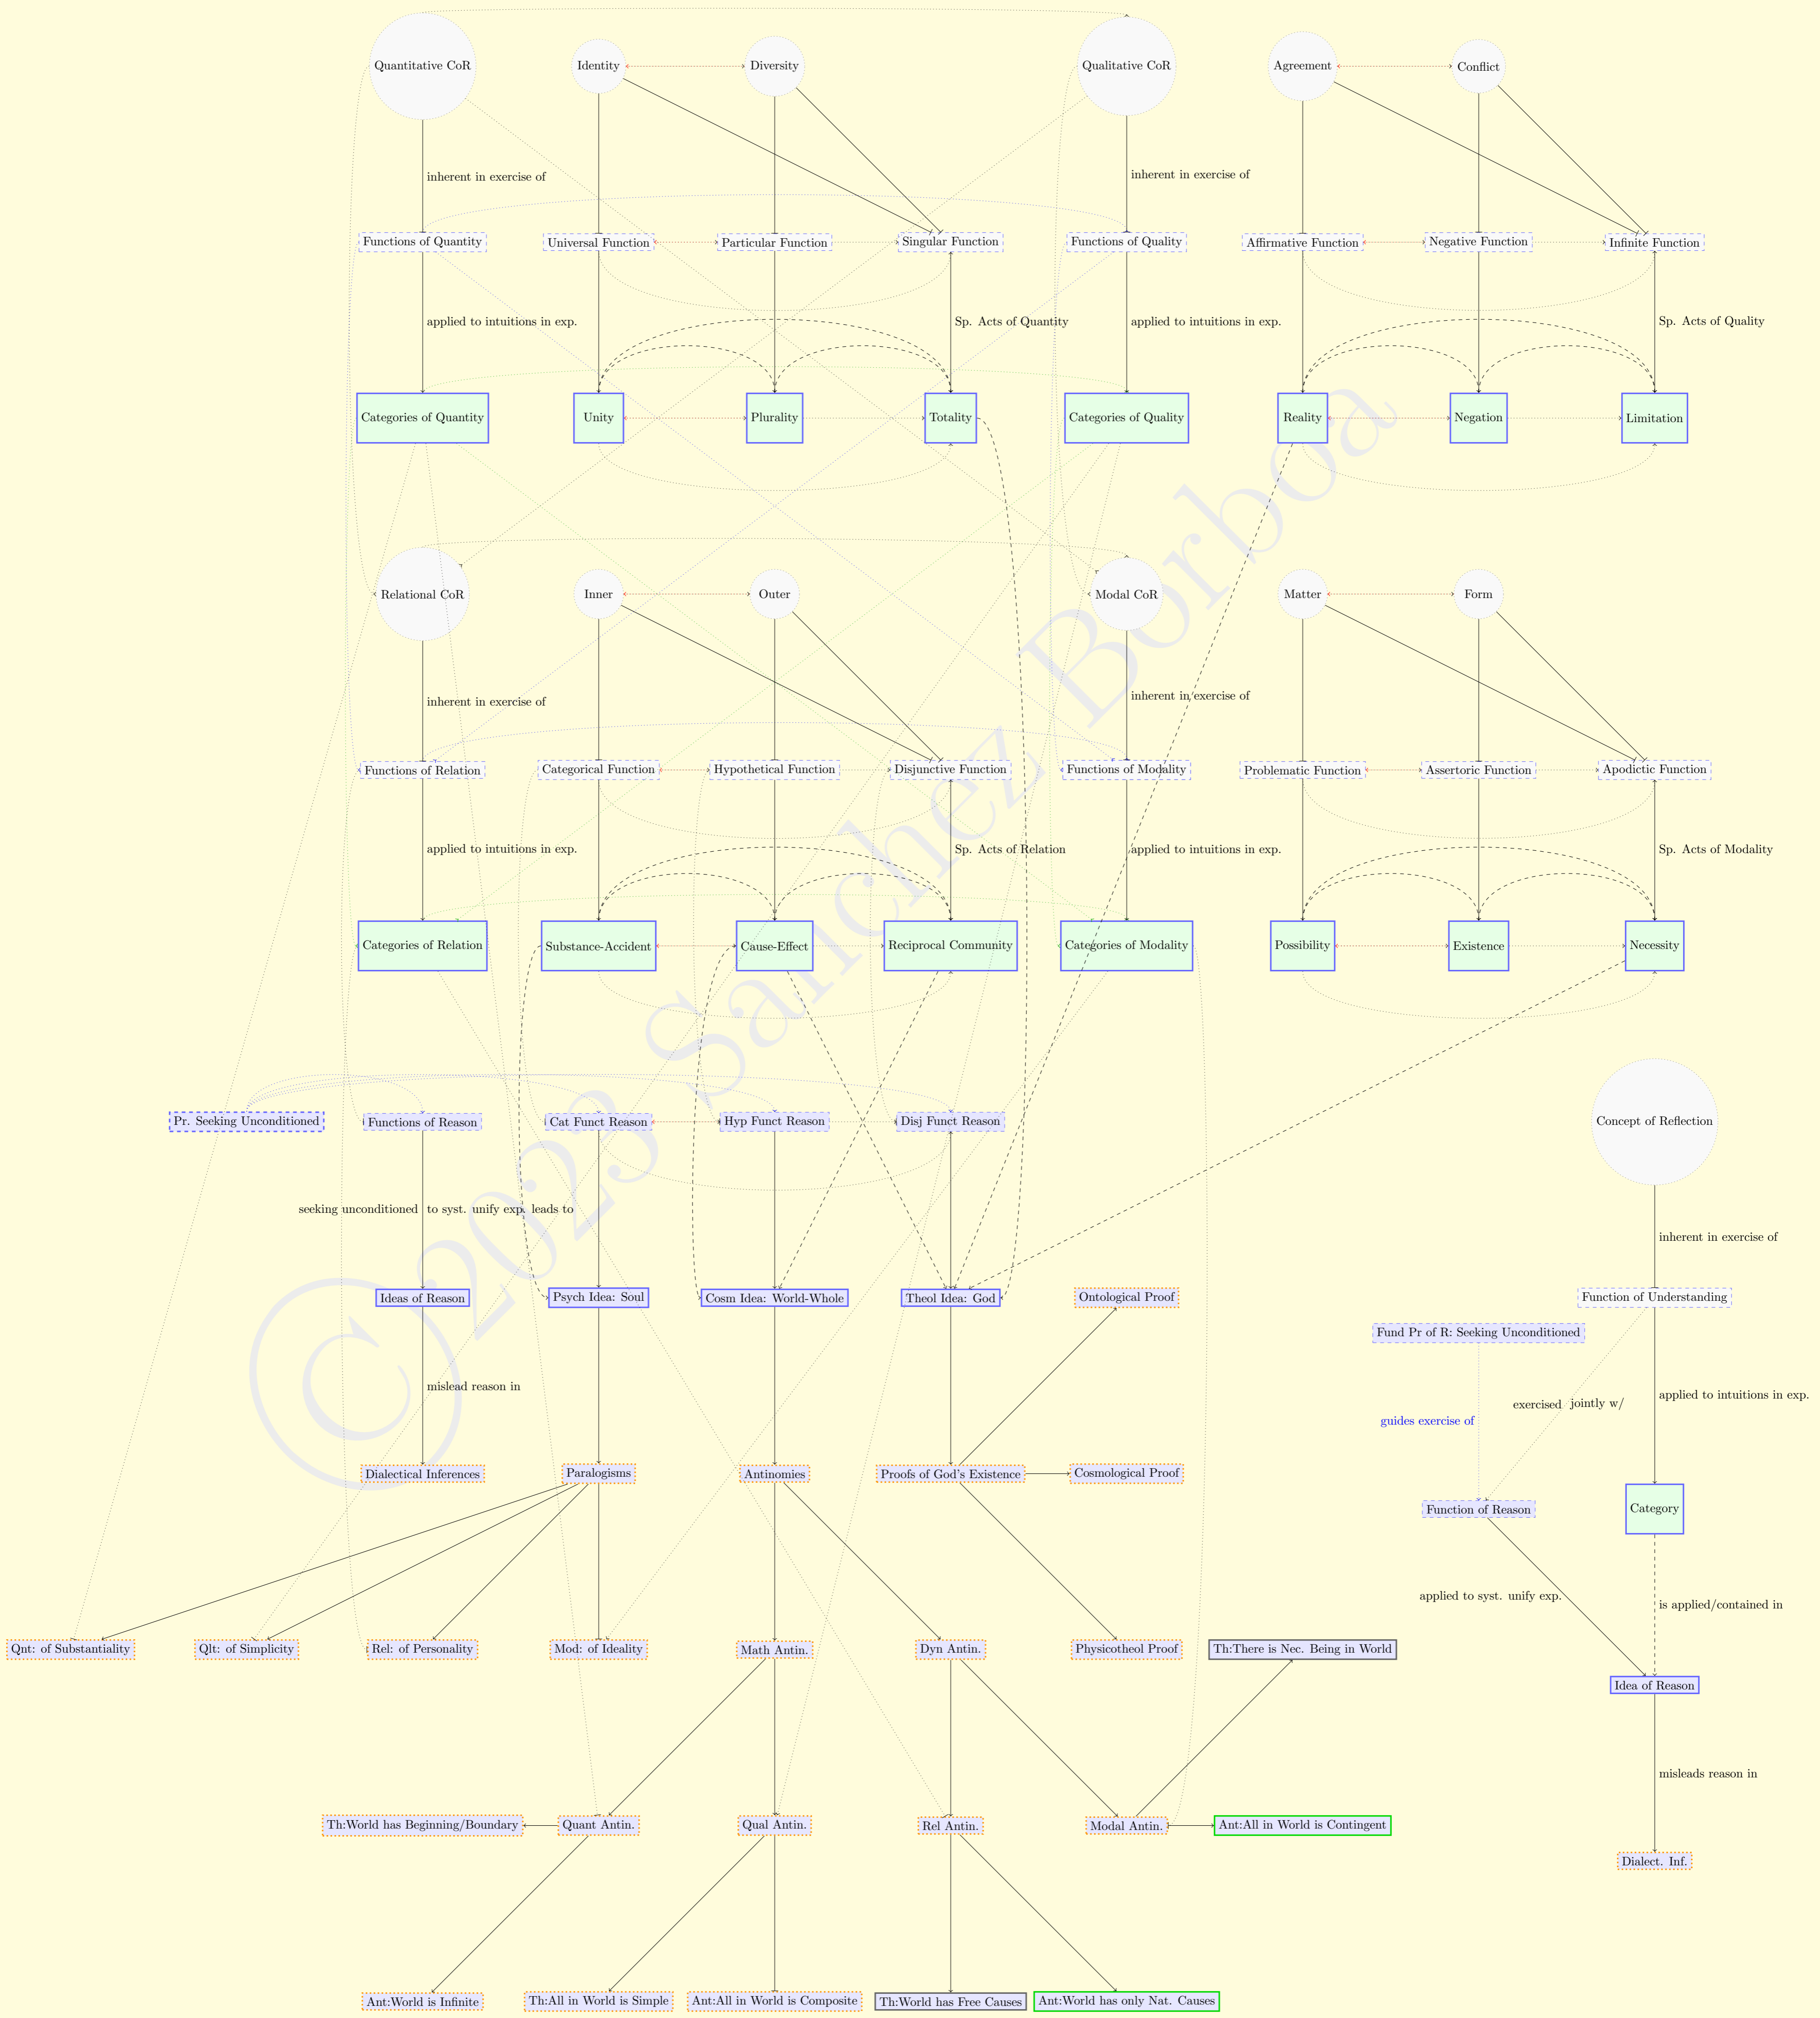 Quantitative CoR
Identity
Diversity
Qualitative CoR
Agreement
Conflict
inherent in exercise of
inherent in exercise of
Functions of Quantity
Universal Function
Particular Function
Singular Function
Functions of Quality
Affirmative Function
Negative Function
Infinite Function
applied to intuitions in exp.
Sp. Acts of Quantity
applied to intuitions in exp.
Sp. Acts of Quality
Categories of Quantity
Unity
Plurality
Totality
Categories of Quality
Reality
Negation
Limitation
Relational CoR
Inner
Outer
Modal CoR
Matter
Form
inherent in exercise of
inherent in exercise of
Functions of Relation
Categorical Function
Hypothetical Function
Disjunctive Function
Functions of Modality
Problematic Function
Assertoric Function
Apodictic Function
applied to intuitions in exp.
Sp. Acts of Relation
applied to intuitions in exp.
Sp. Acts of Modality
Categories of Relation
Substance-Accident
Cause-Effect
Reciprocal Community
Categories of Modality
Possibility
Existence
Necessity
©2023 Sanchez Borboa
Pr. Seeking Unconditioned
Functions of Reason
Cat Funct Reason
Hyp Funct Reason
Disj Funct Reason
Concept of Reflection
seeking unconditioned to syst. unify exp. leads to
inherent in exercise of
Ideas of Reason
Psych Idea: Soul
Cosm Idea: World-Whole
Theol Idea: God
Ontological Proof
Function of Understanding
Fund Pr of R: Seeking Unconditioned
mislead reason in
applied to intuitions in exp.
exercised jointly w/
guides exercise of
Dialectical Inferences
Paralogisms
Antinomies
Proofs of God's Existence
Cosmological Proof
Function of Reason
Category
applied to syst. unify exp.
is applied/contained in
Qnt: of Substantiality
Qlt: of Simplicity
Rel: of Personality
Mod: of Ideality
Math Antin.
Dyn Antin.
Physicotheol Proof
Th:There is Nec. Being in World
Idea of Reason
misleads reason in
Th:World has Beginning/Boundary
Quant Antin.
Qual Antin.
Rel Antin.
Modal Antin.
Ant:All in World is Contingent
Dialect. Inf.
Ant:World is Infinite
Th:All in World is Simple
Ant:All in World is Composite
Th:World has Free Causes
Ant:World has only Nat. Causes